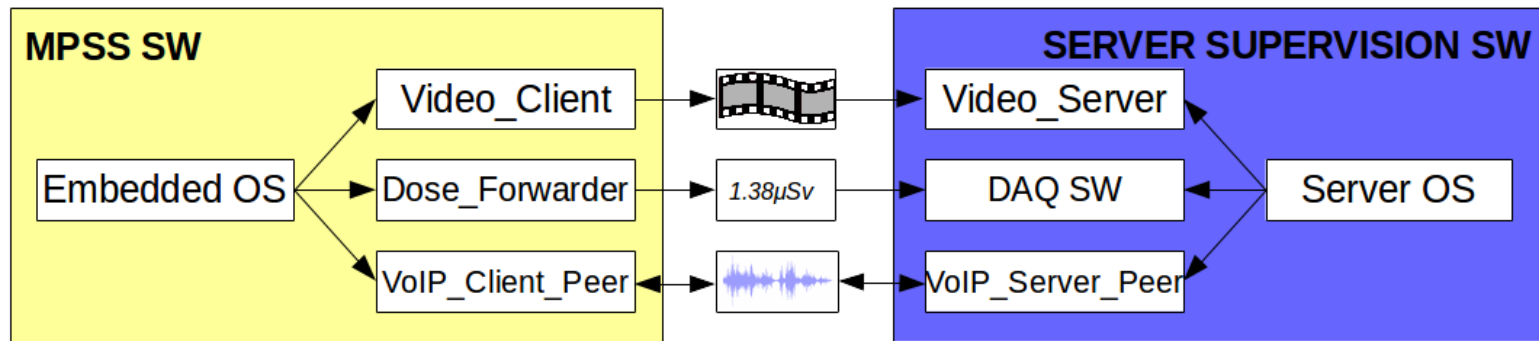 MPSS SW
SERVER SUPERVISION SW
Video_Client
Video_Server
Embedded OS
Dose_Forwarder
1.38µSv
DAQ SW
Server OS
VoIP_Client_Peer
VoIP_Server_Peer